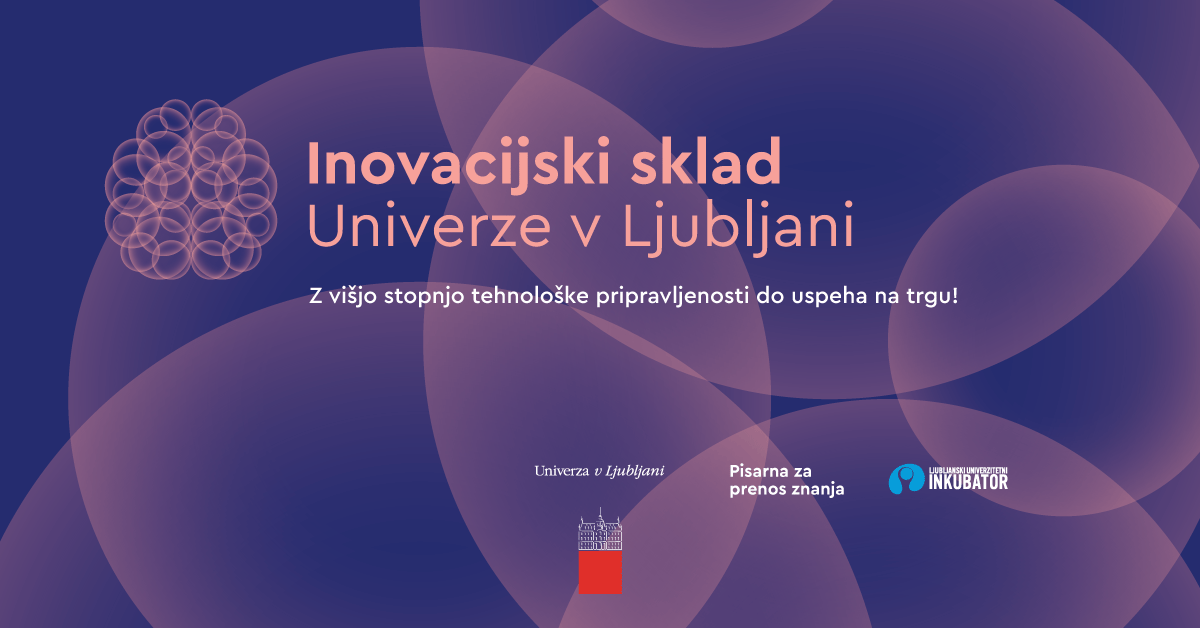 Inovacijski sklad
Univerze v Ljubljani
Z višjo stopnjo tehnološke pripravljenosti do uspeha na trgu!
Univerza v Ljubljani
Pisarna za
prenos znanja
LJUBLJANSKI UNIVERZITETNI
INKUBATOR